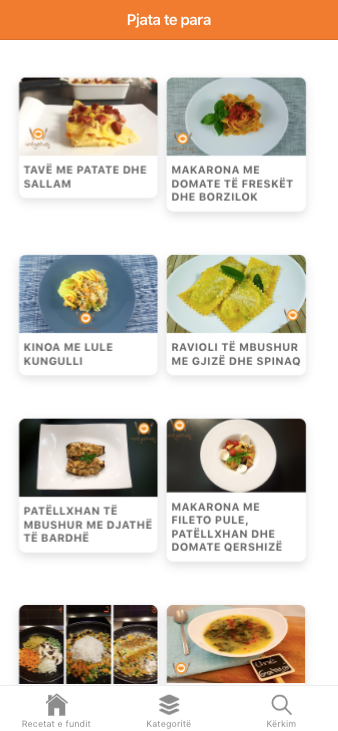 Pjata te para
TAVË ME PATATE DHE
SALLAM
MAKARONA ME
DOMATE TË FRESKËT
DHE BORZILOK
KINOA ME LULE
KUNGULLI
RAVIOLI TË MBUSHUR
ME GJIZË DHE SPINAQ
PATËLLXHAN TË
MBUSHUR ME DJATHË
TË BARDHË
MAKARONA ME
FILETO PULE,
PATËLLXHAN DHE
DOMATE QERSHIZË
Recetat e fundit
Kategoritë
Kërkim